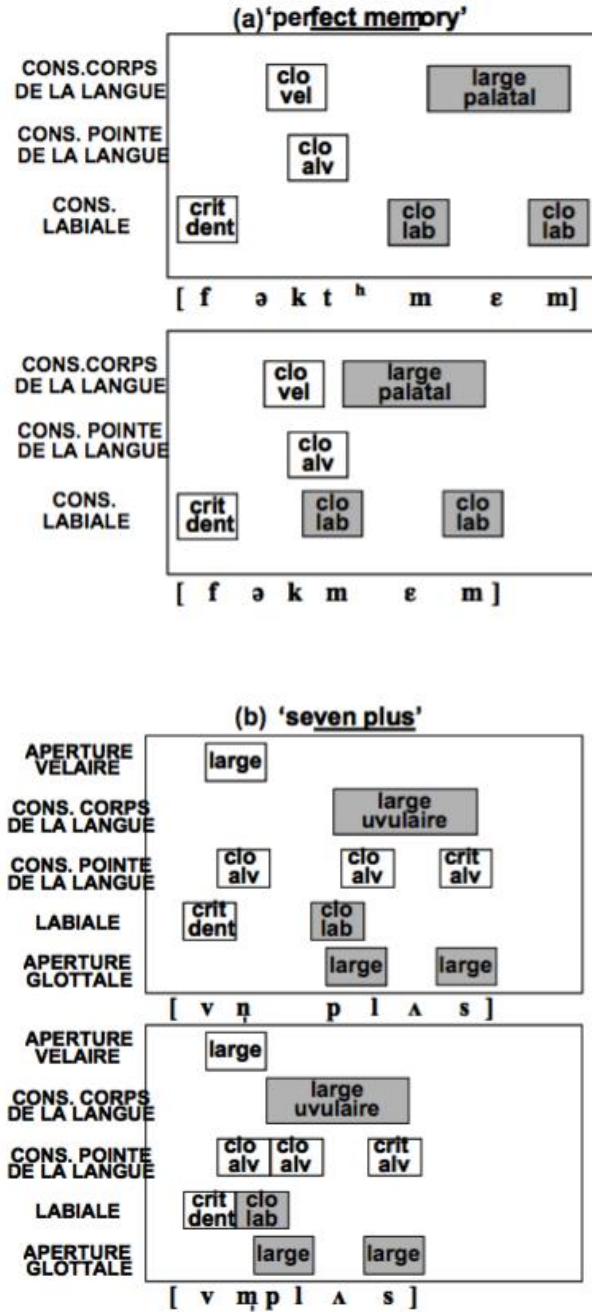 (a) 'perfect memory'
CONS.CORPS
DE LA LANGUE
clo
vel
large
palatal
CONS. POINTE
DE LA LANGUE
clo
alv
CONS.
LABIALE
crit
dent
clo
lab
clo
lab
[ f ə k t ʰ m ɛ m]
CONS.CORPS
DE LA LANGUE
clo
vel
large
palatal
CONS. POINTE
DE LA LANGUE
clo
alv
CONS.
LABIALE
crit
dent
clo
lab
clo
lab
[ f ə k m ɛ m ]
(b) 'seven plus'
APERTURE
VELAIRE
large
CONS. CORPS
DE LA LANGUE
large
uvulaire
CONS. POINTE
DE LA LANGUE
clo
alv
clo
alv
crit
alv
LABIALE
crit
dent
clo
lab
APERTURE
GLOTTALE
large
large
[ v n̩ p l ʌ s ]
APERTURE
VELAIRE
large
CONS. CORPS
DE LA LANGUE
large
uvulaire
CONS. POINTE
DE LA LANGUE
clo
alv
clo
alv
crit
alv
LABIALE
crit
dent
clo
lab
APERTURE
GLOTTALE
large
large
[ v m̩ p l ʌ s ]